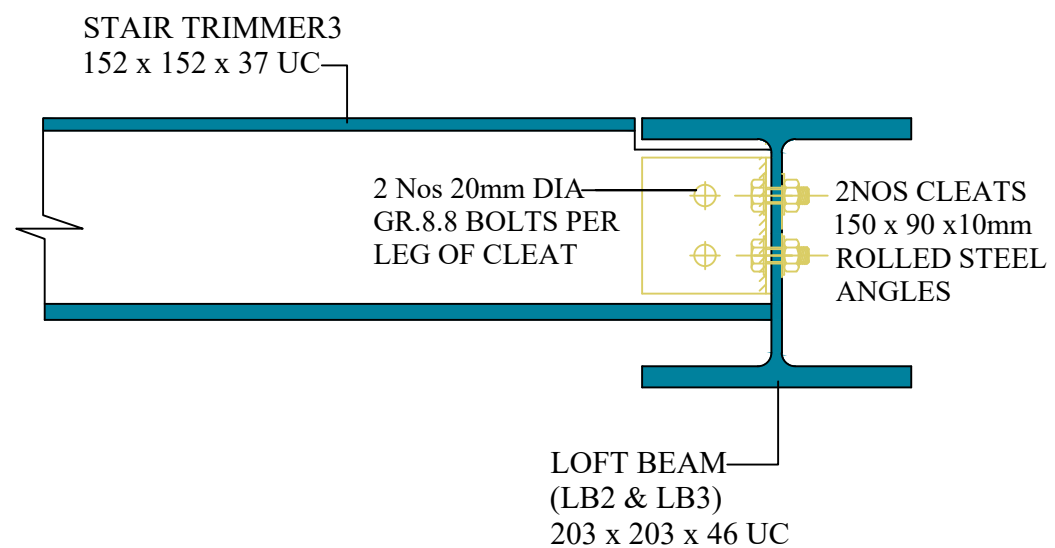 STAIR TRIMMER3
152 x 152 x 37 UC
2 Nos 20mm DIA
GR.8.8 BOLTS PER
LEG OF CLEAT
2NOS CLEATS
150 x 90 x10mm
ROLLED STEEL
ANGLES
LOFT BEAM
(LB2 & LB3)
203 x 203 x 46 UC